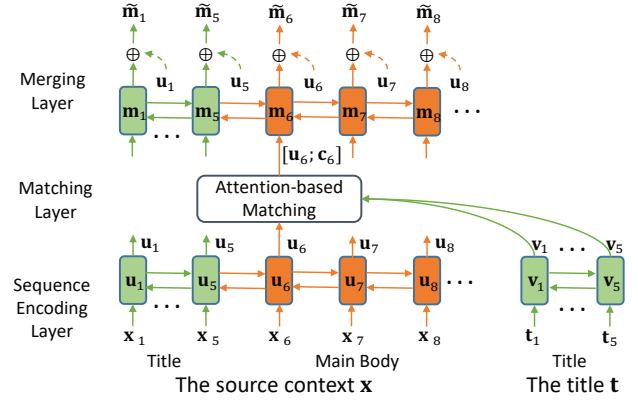 m̃₁ m̃₅ m̃₆ m̃₇ m̃₈
⊕ ⊕ ⊕ ⊕ ⊕
u₁ u₅ u₆ u₇ u₈
Merging
Layer
m₁ m₅ m₆ m₇ m₈ ...
...
[u₆; c₆]
Matching
Layer
Attention-based
Matching
u₁ u₅ u₆ u₇ u₈ v₁ ... v₅
Sequence
Encoding
Layer
u₁ u₅ u₆ u₇ u₈ ... v₁ v₅
... ...
x₁ x₅ x₆ x₇ x₈ t₁ t₅
Title Main Body Title
The source context x The title t